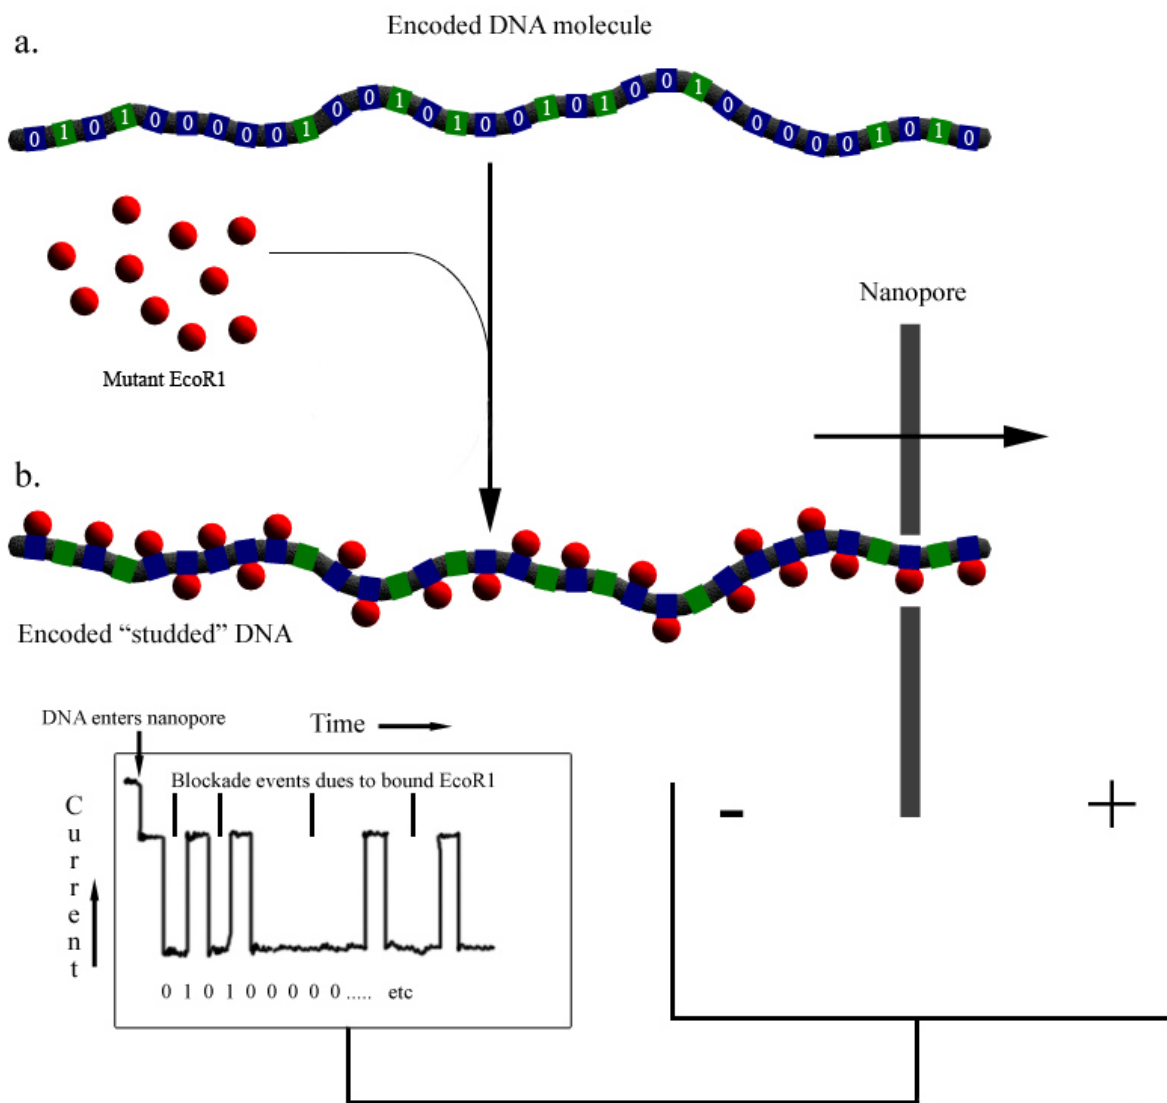 Encoded DNA molecule
a.
0 1 0 1 0 0 0 0 0 1 0 0 1 0 1 0 0 1 0 1 0 0 1 0 0 0 0 0 1 0 1 0
Mutant EcoR1
Nanopore
b.
Encoded “studded” DNA
DNA enters nanopore
Time
Blockade events dues to bound EcoR1
Current
0 1 0 1 0 0 0 0 0 ..... etc
-
+